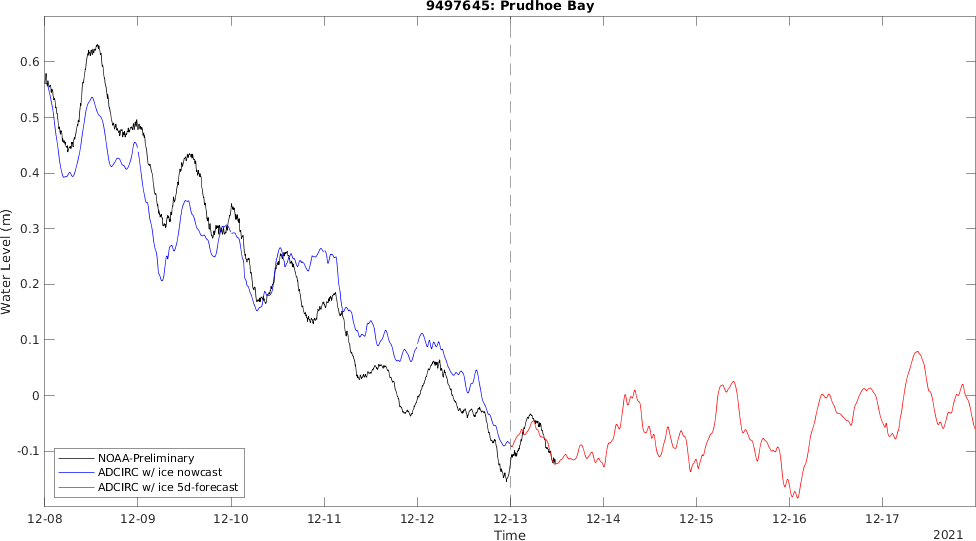 9497645: Prudhoe Bay
Water Level (m)
0.6
0.5
0.4
0.3
0.2
0.1
0
-0.1
NOAA-Preliminary
ADCIRC w/ ice nowcast
ADCIRC w/ ice 5d-forecast
12-08 12-09 12-10 12-11 12-12 12-13 12-14 12-15 12-16 12-17
Time
2021